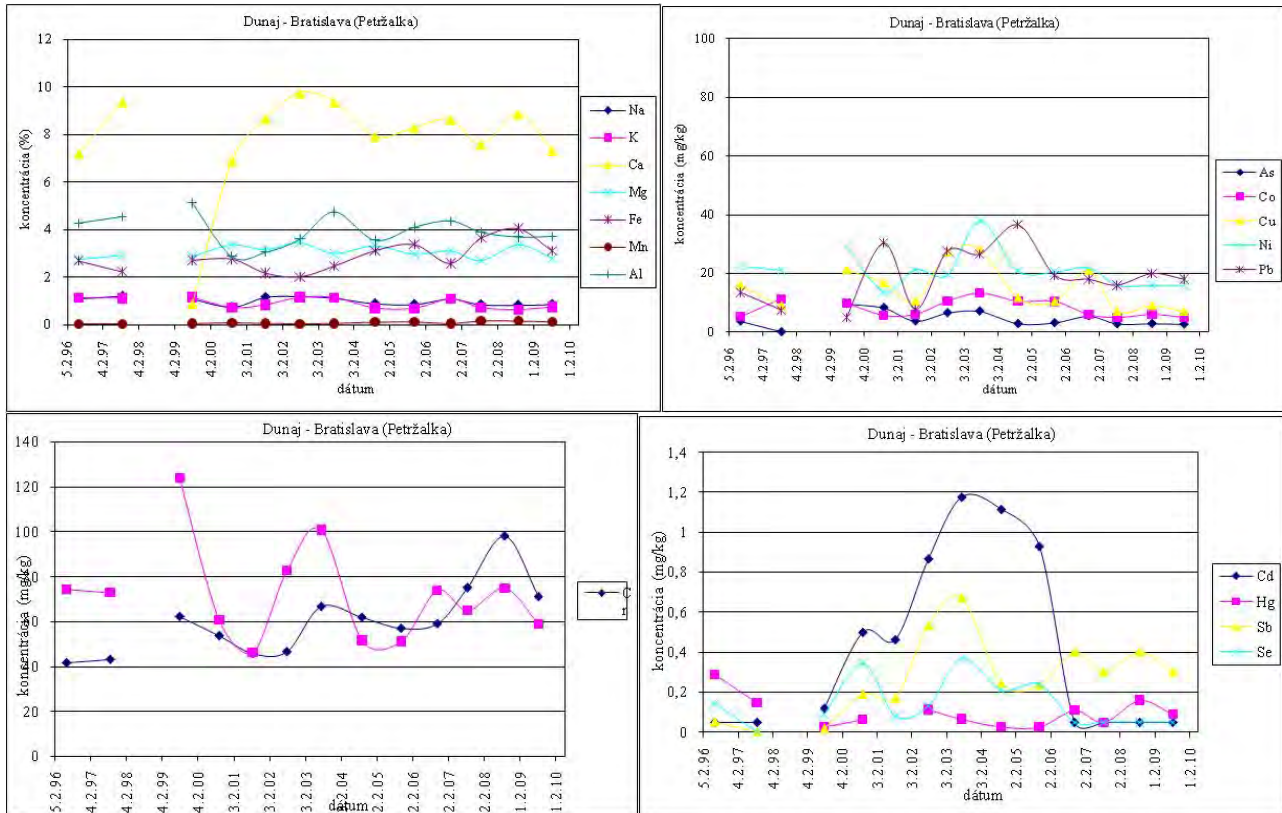 Dunaj - Bratislava (Petržalka)
12
10
8
6
4
2
0
koncentrácia (%)
5.2.96
4.2.97
4.2.98
4.2.99
4.2.00
3.2.01
3.2.02
3.2.03
3.2.04
2.2.05
2.2.06
2.2.07
2.2.08
1.2.09
1.2.10
dátum
Na
K
Ca
Mg
Fe
Mn
Al
Dunaj - Bratislava (Petržalka)
100
80
60
40
20
0
koncentrácia (mg/kg)
5.2.96
4.2.97
4.2.98
4.2.99
4.2.00
3.2.01
3.2.02
3.2.03
3.2.04
2.2.05
2.2.06
2.2.07
2.2.08
1.2.09
1.2.10
dátum
As
Co
Cu
Ni
Pb
Dunaj - Bratislava (Petržalka)
140
120
100
80
60
40
20
0
koncentrácia (mg/kg)
5.2.96
4.2.97
4.2.98
4.2.99
4.2.00
3.2.01
3.2.02
3.2.03
3.2.04
2.2.05
2.2.06
2.2.07
2.2.08
1.2.09
1.2.10
dátum
C
r
Dunaj - Bratislava (Petržalka)
1,4
1,2
1
0,8
0,6
0,4
0,2
0
koncentrácia (mg/kg)
5.2.96
4.2.97
4.2.98
4.2.99
4.2.00
3.2.01
3.2.02
3.2.03
3.2.04
2.2.05
2.2.06
2.2.07
2.2.08
1.2.09
1.2.10
dátum
Cd
Hg
Sb
Se